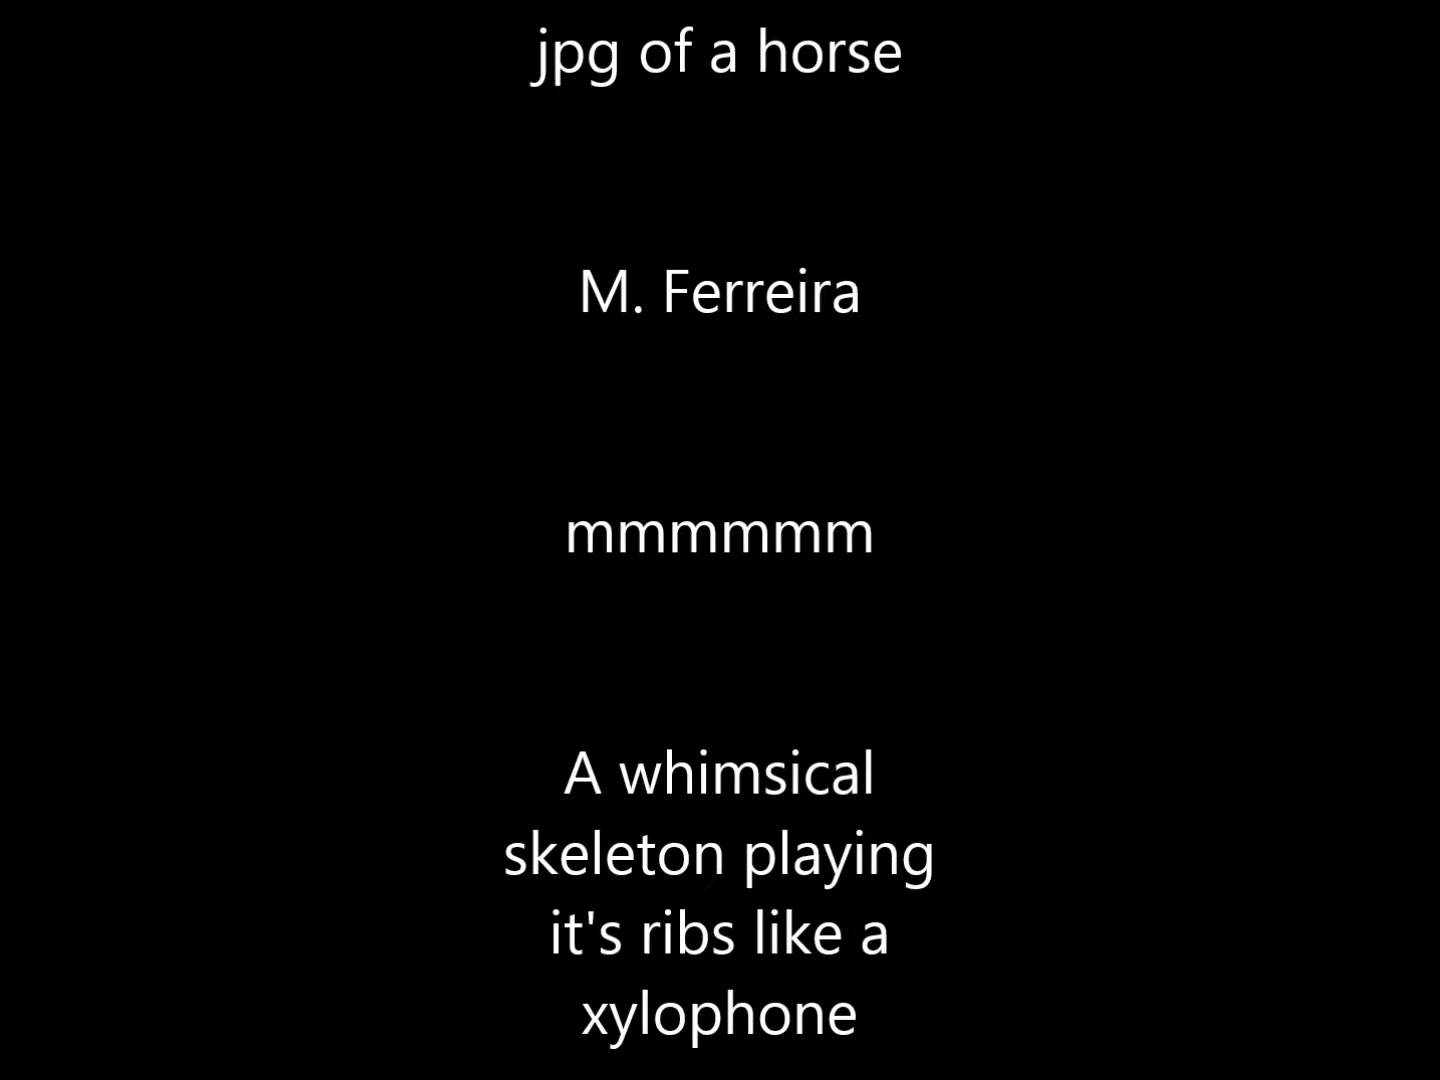 jpg of a horse
M. Ferreira
mmmmmm
A whimsical
skeleton playing
it's ribs like a
xylophone